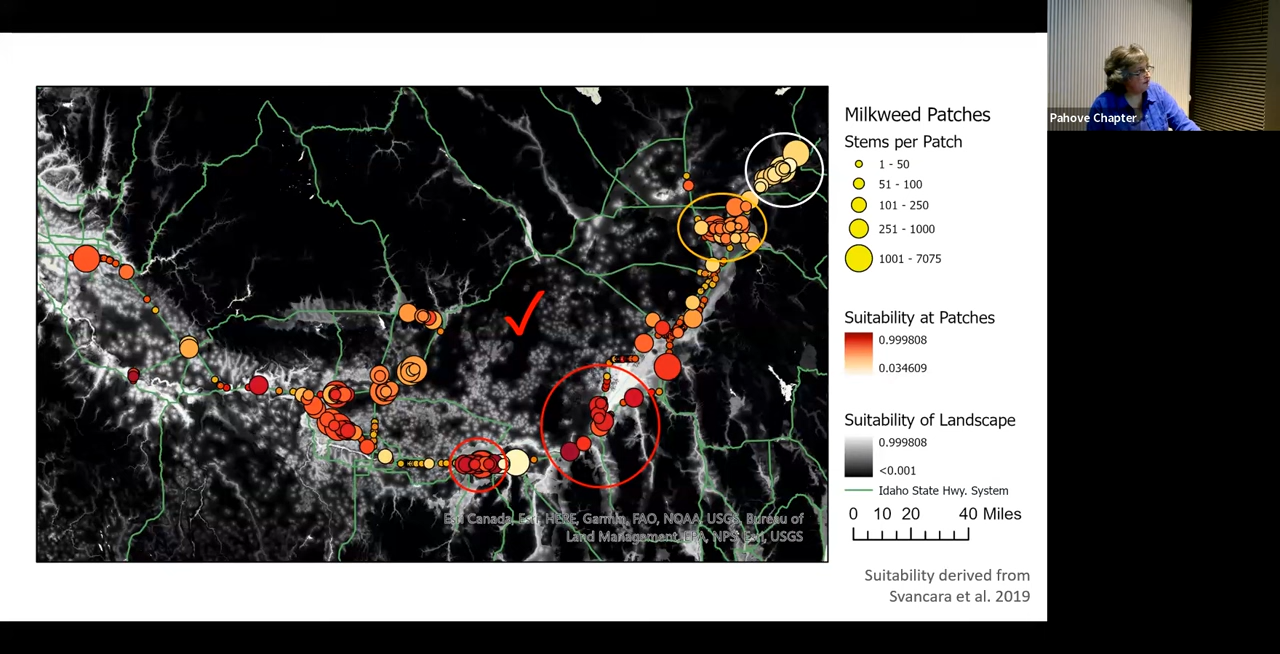 Pahove Chapter
Milkweed Patches
Stems per Patch
1 - 50
51 - 100
101 - 250
251 - 1000
1001 - 7075
Suitability at Patches
0.999808
0.034609
Suitability of Landscape
0.999808
<0.001
Idaho State Hwy. System
0 10 20 40 Miles
Esri Canada, Esri, HERE, Garmin, FAO, NOAA, USGS, Bureau of
Land Management, EPA, NPS, Esri, USGS
Suitability derived from
Svancara et al. 2019